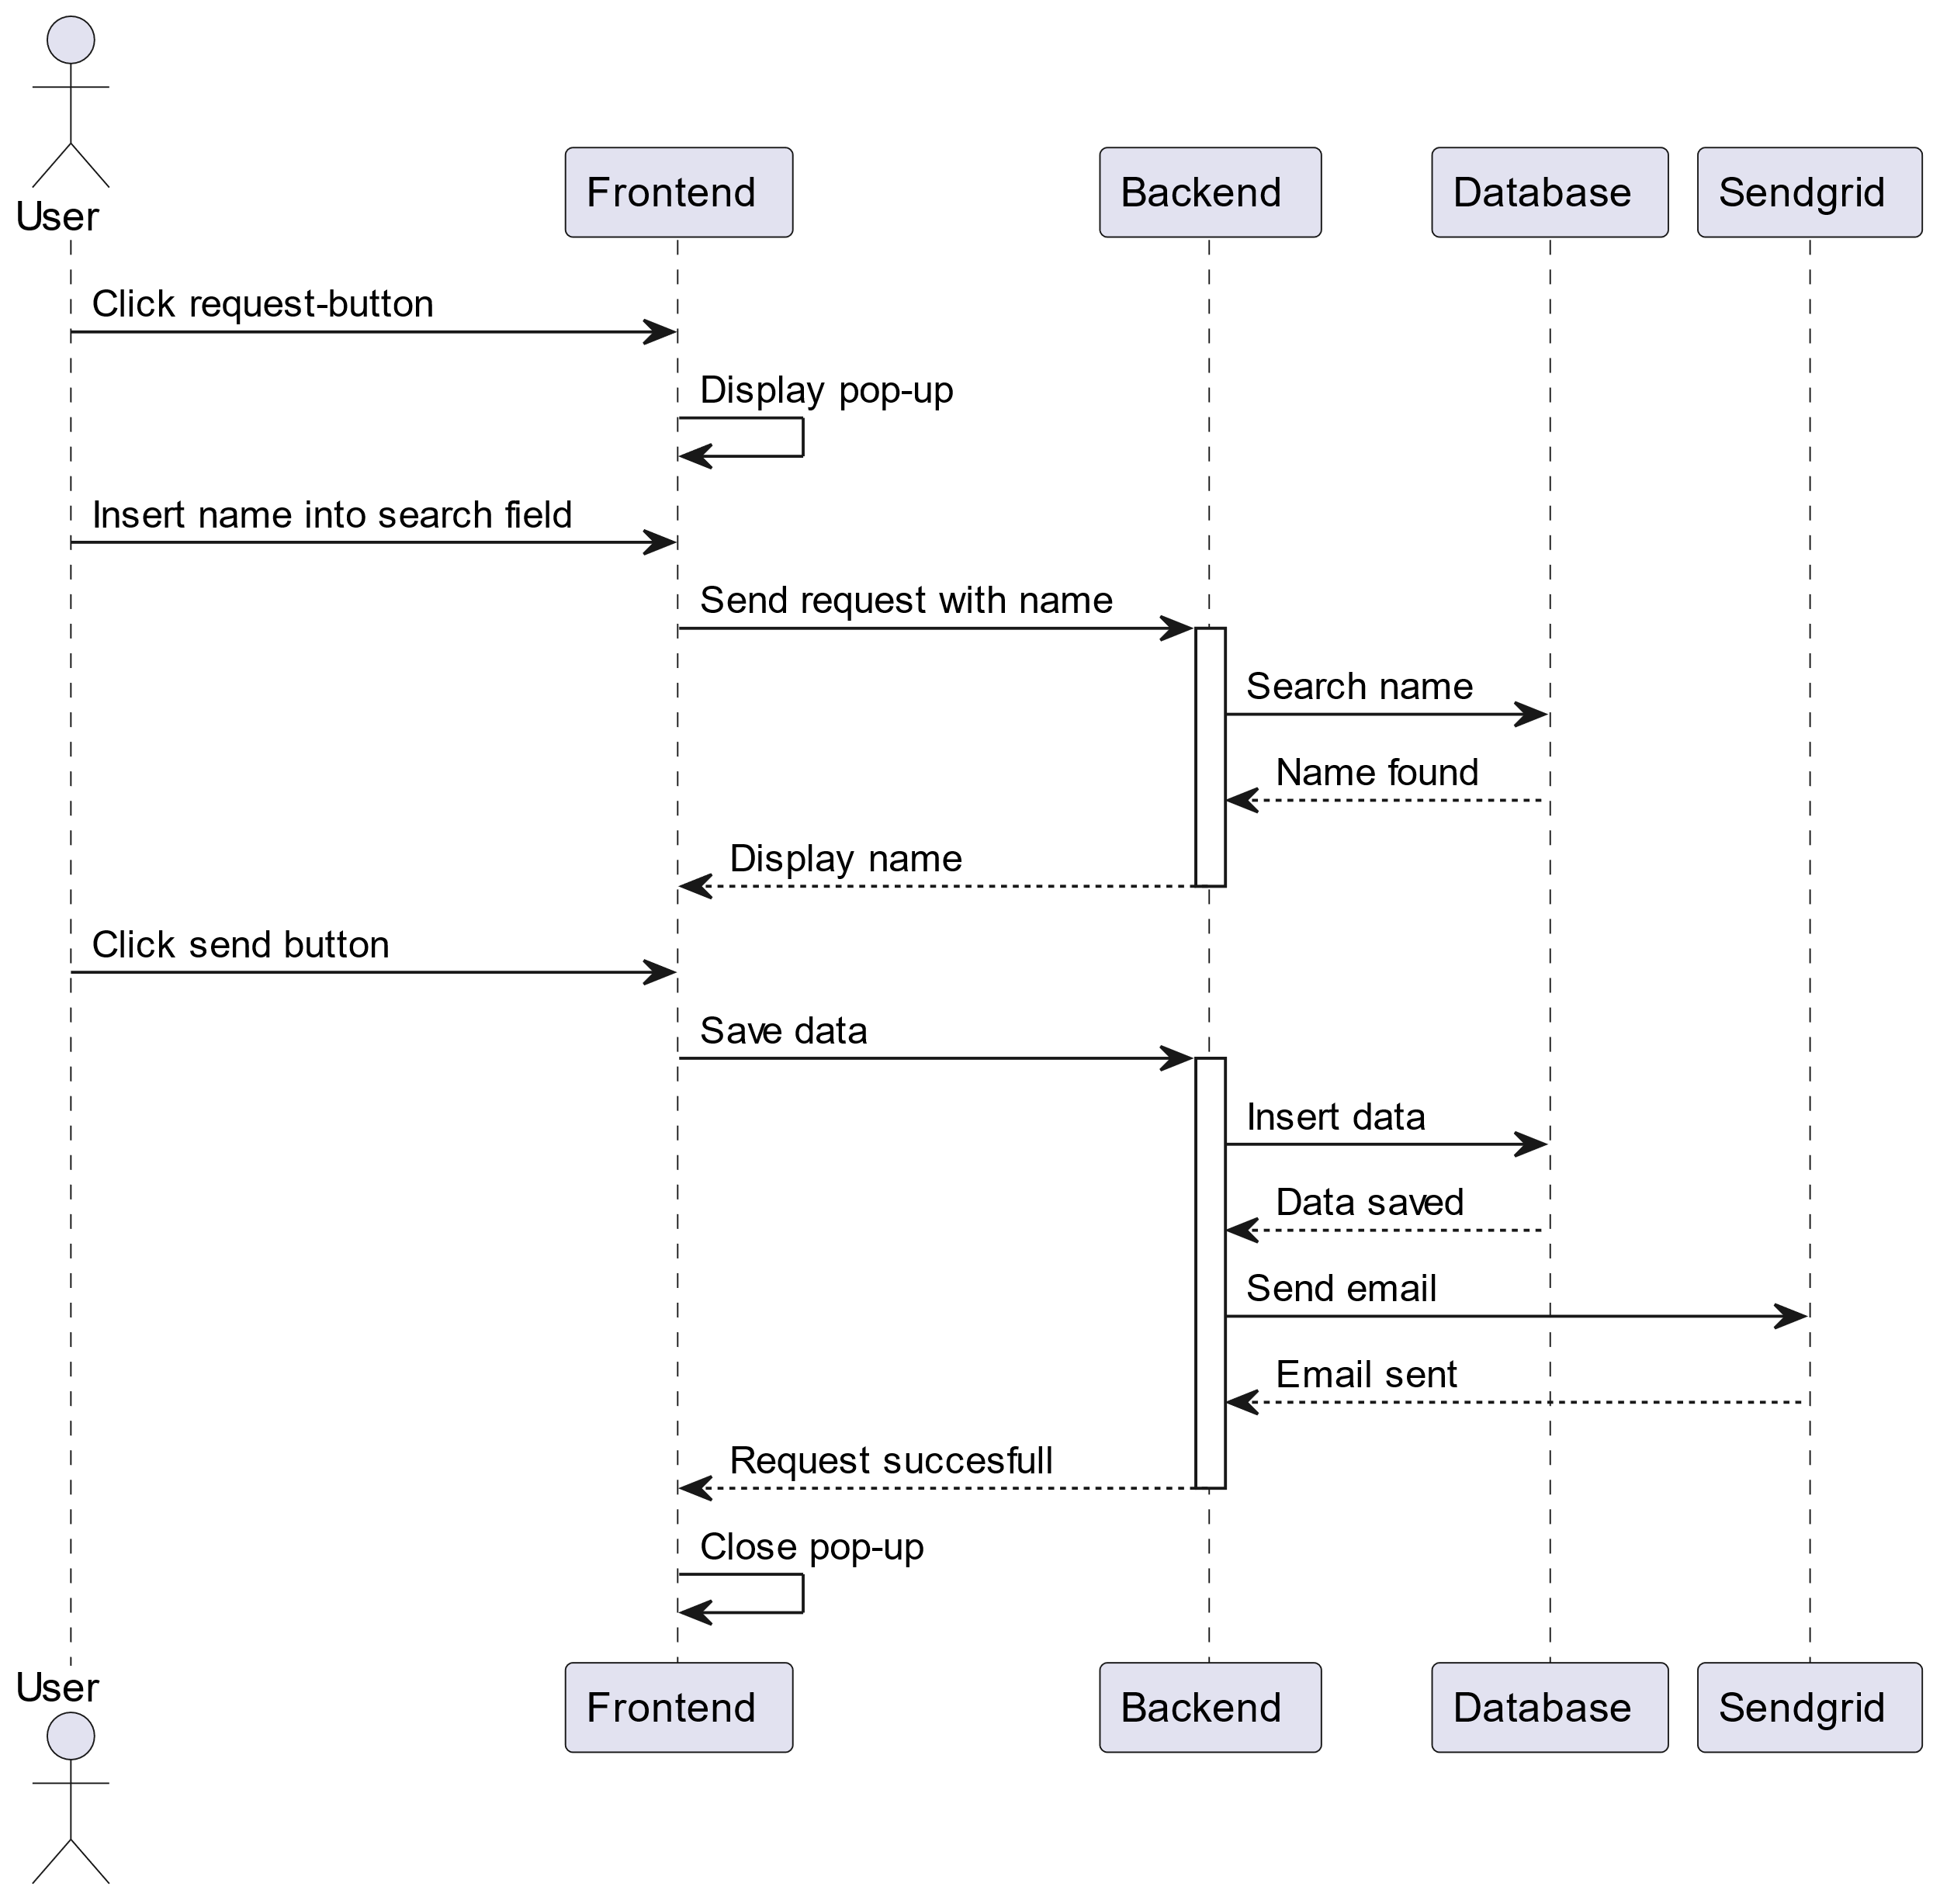 User
Frontend
Backend
Database
Sendgrid
Click request-button
Display pop-up
Insert name into search field
Send request with name
Search name
Name found
Display name
Click send button
Save data
Insert data
Data saved
Send email
Email sent
Request succesfull
Close pop-up
User
Frontend
Backend
Database
Sendgrid